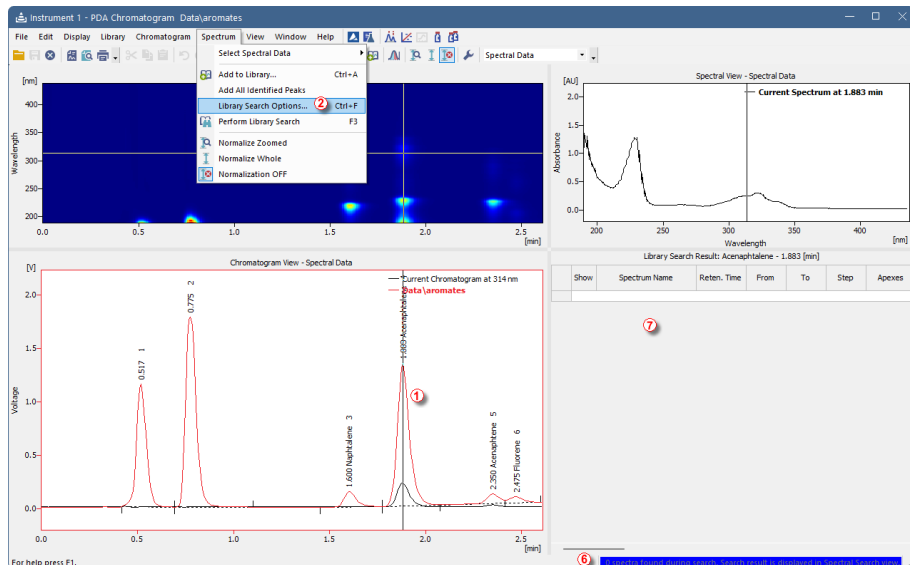 Instrument 1 - PDA Chromatogram Data\aromates
File Edit Display Library Chromatogram Spectrum View Window Help
Spectral Data
Select Spectral Data
Add to Library... Ctrl+A
Add All Identified Peaks
Library Search Options... Ctrl+F
2
Perform Library Search F3
Normalize Zoomed
Normalize Whole
Normalization OFF
[nm]
400
350
300
250
200
Wavelength
0.0 0.5 1.0 1.5 2.0 2.5
[min]
Spectral View - Spectral Data
[AU]
Current Spectrum at 1.883 min
2.0
1.5
1.0
0.5
0.0
Absorbance
200 250 300 350 400
Wavelength
[nm]
Chromatogram View - Spectral Data
[V]
Current Chromatogram at 314 nm
Data\aromates
2.0
1.5
1.0
0.5
0.0
Voltage
0.517 1
0.775 2
1.600 Naphtalene 3
1.883 Acenaphtalene 4
2.350 Acenaphtene 5
2.475 Fluorene 6
1
0.0 0.5 1.0 1.5 2.0 2.5
[min]
Library Search Result: Acenaphtalene - 1.883 [min]
Show Spectrum Name Reten. Time From To Step Apexes
7
For help press F1.
6
0 spectra found during search. Search result is displayed in Spectral Search view.